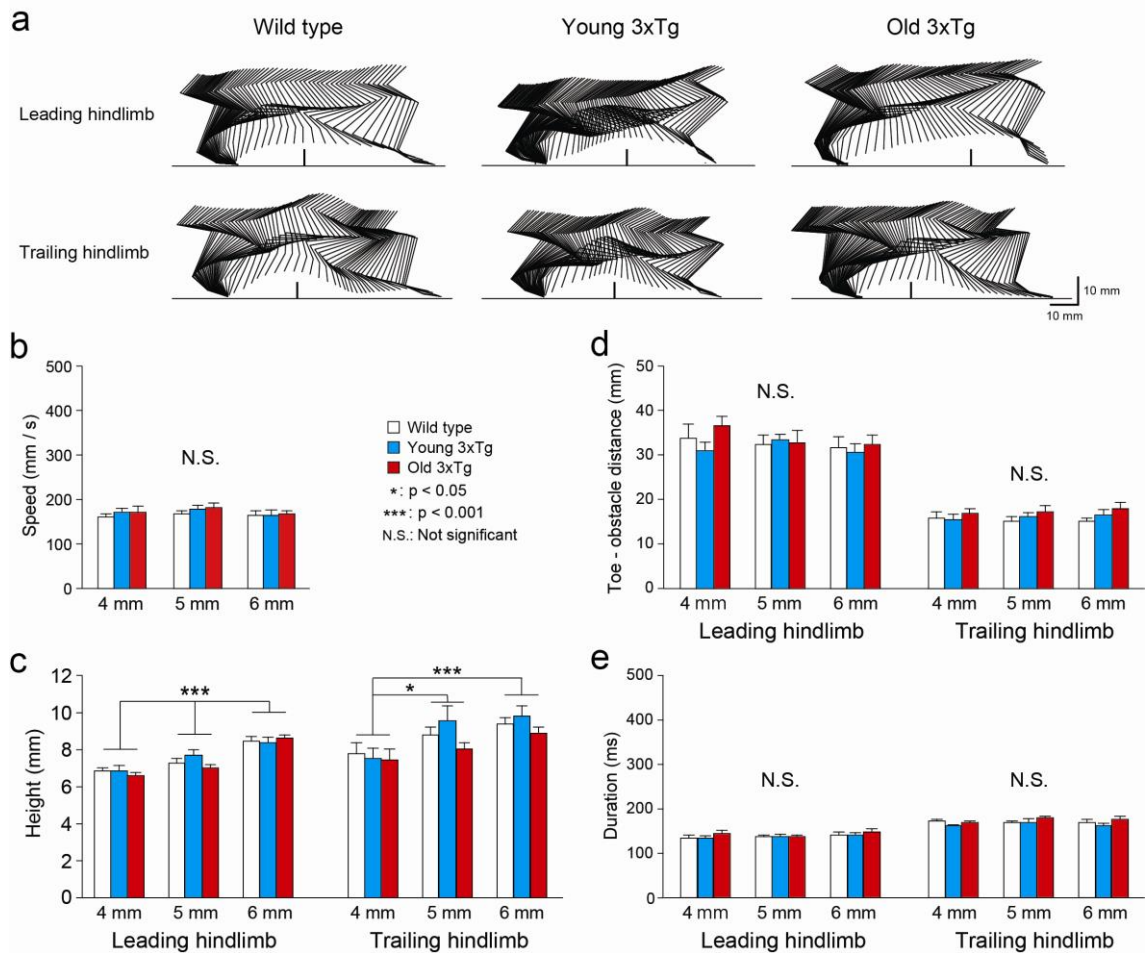 a
Wild type Young 3xTg Old 3xTg
Leading hindlimb
Trailing hindlimb
10 mm
10 mm
b
500
400
300
200
100
0
Speed (mm / s)
N.S.
4 mm 5 mm 6 mm
Wild type
Young 3xTg
Old 3xTg
*: p < 0.05
***: p < 0.001
N.S.: Not significant
c
12
10
8
6
4
2
0
Height (mm)
***
*
***
4 mm 5 mm 6 mm 4 mm 5 mm 6 mm
Leading hindlimb Trailing hindlimb
d
50
40
30
20
10
0
Toe - obstacle distance (mm)
N.S.
N.S.
4 mm 5 mm 6 mm 4 mm 5 mm 6 mm
Leading hindlimb Trailing hindlimb
e
500
400
300
200
100
0
Duration (ms)
N.S. N.S.
4 mm 5 mm 6 mm 4 mm 5 mm 6 mm
Leading hindlimb Trailing hindlimb